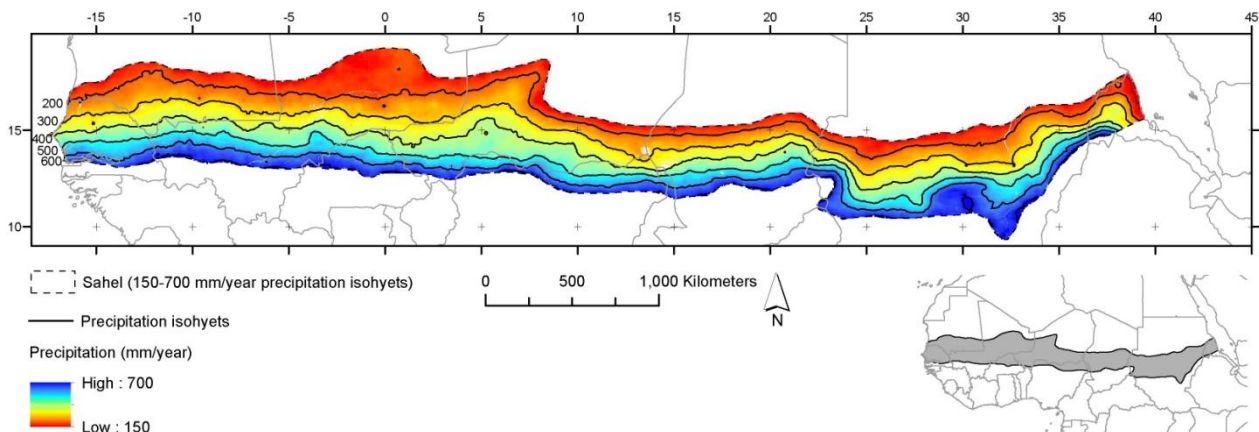 -15 -10 -5 0 5 10 15 20 25 30 35 40 45
200
300
15
400
500
600
10
Sahel (150-700 mm/year precipitation isohyets)
0 500 1,000 Kilometers
N
Precipitation isohyets
Precipitation (mm/year)
High : 700
Low : 150